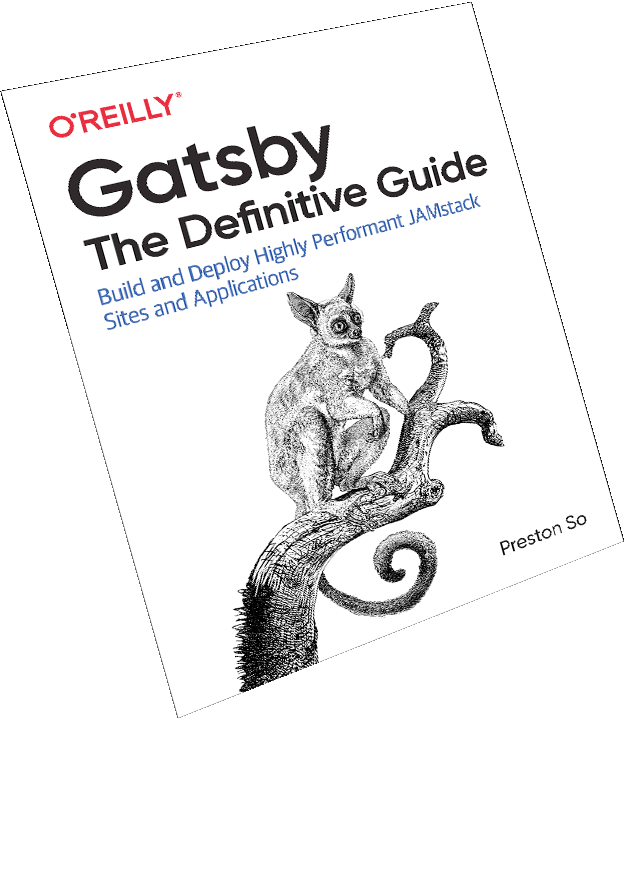 O'REILLY®
Gatsby
The Definitive Guide
Build and Deploy Highly Performant JAMstack
Sites and Applications
Preston So